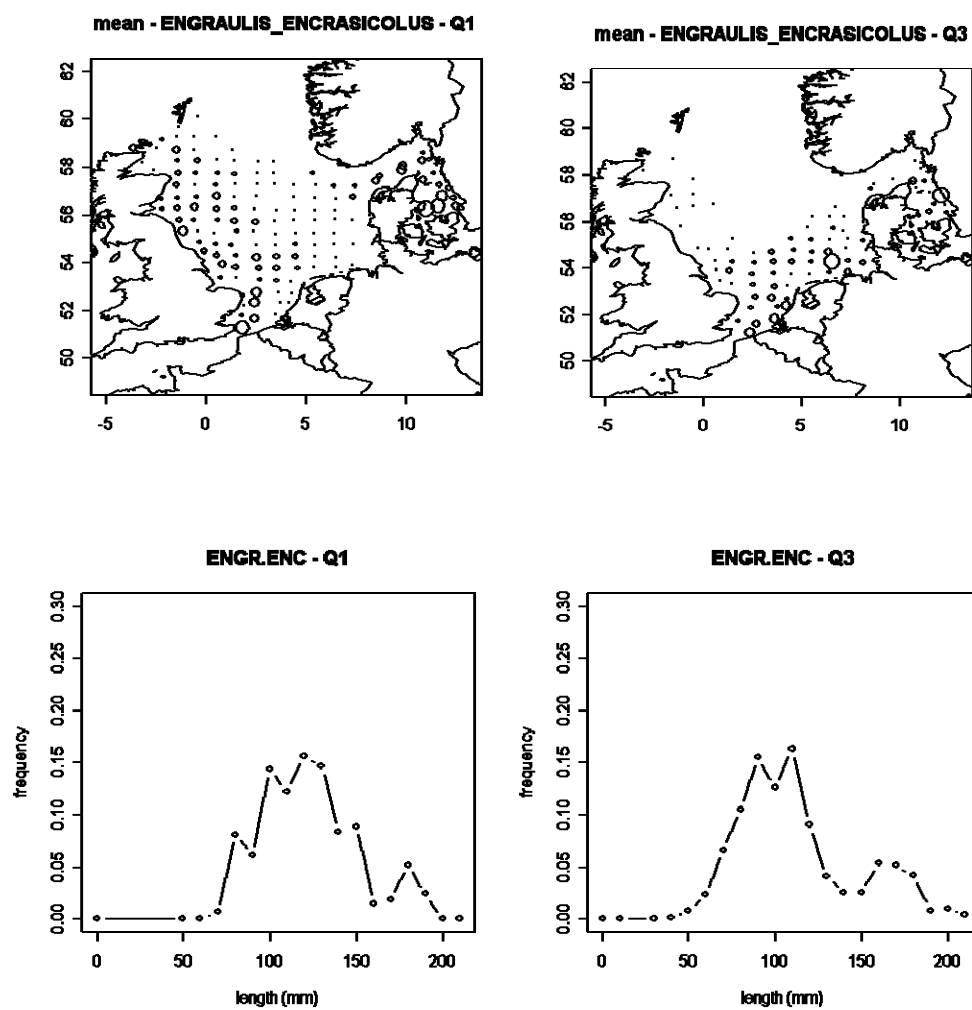 mean - ENGRAULIS_ENCRASICOLUS - Q1
mean - ENGRAULIS_ENCRASICOLUS - Q3
62
60
58
56
54
52
50
-5 0 5 10
62
60
58
56
54
52
50
-5 0 5 10
ENGR.ENC - Q1
ENGR.ENC - Q3
frequency
0.30
0.25
0.20
0.15
0.10
0.05
0.00
0 50 100 150 200
length (mm)
frequency
0.30
0.25
0.20
0.15
0.10
0.05
0.00
0 50 100 150 200
length (mm)